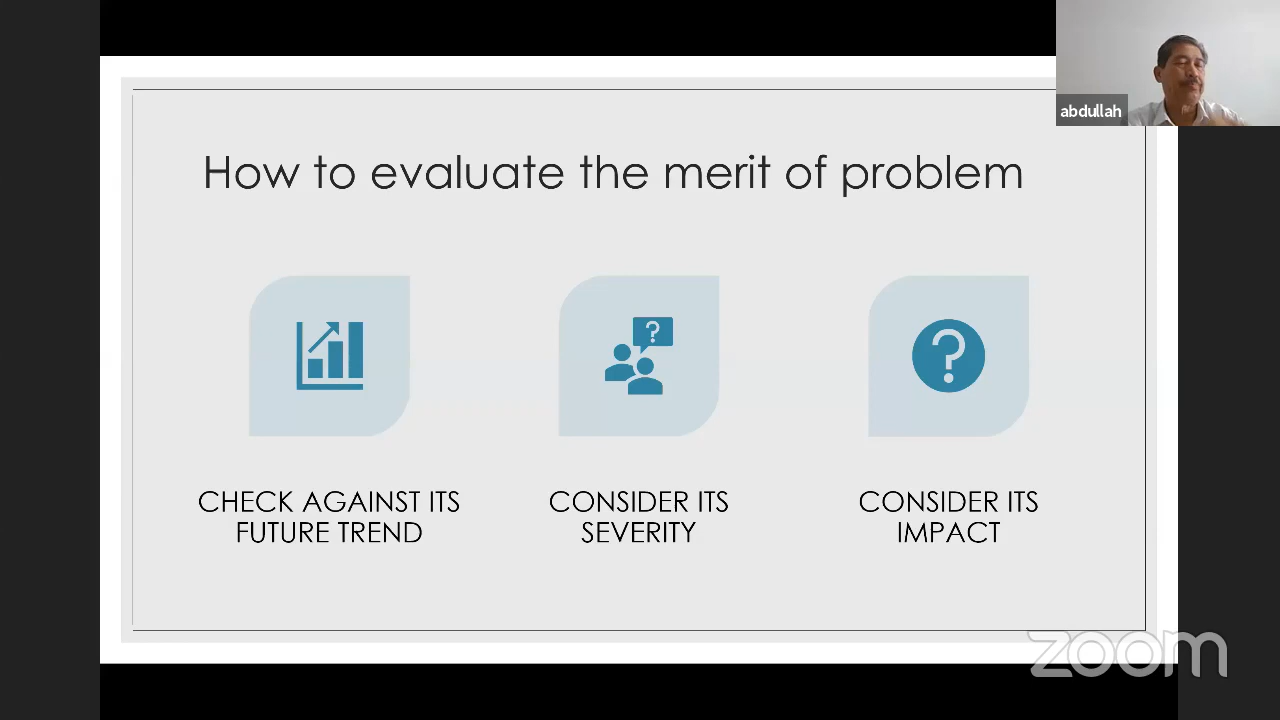 abdullah
How to evaluate the merit of problem
?
?
CHECK AGAINST ITS
FUTURE TREND
CONSIDER ITS
SEVERITY
CONSIDER ITS
IMPACT
zoom